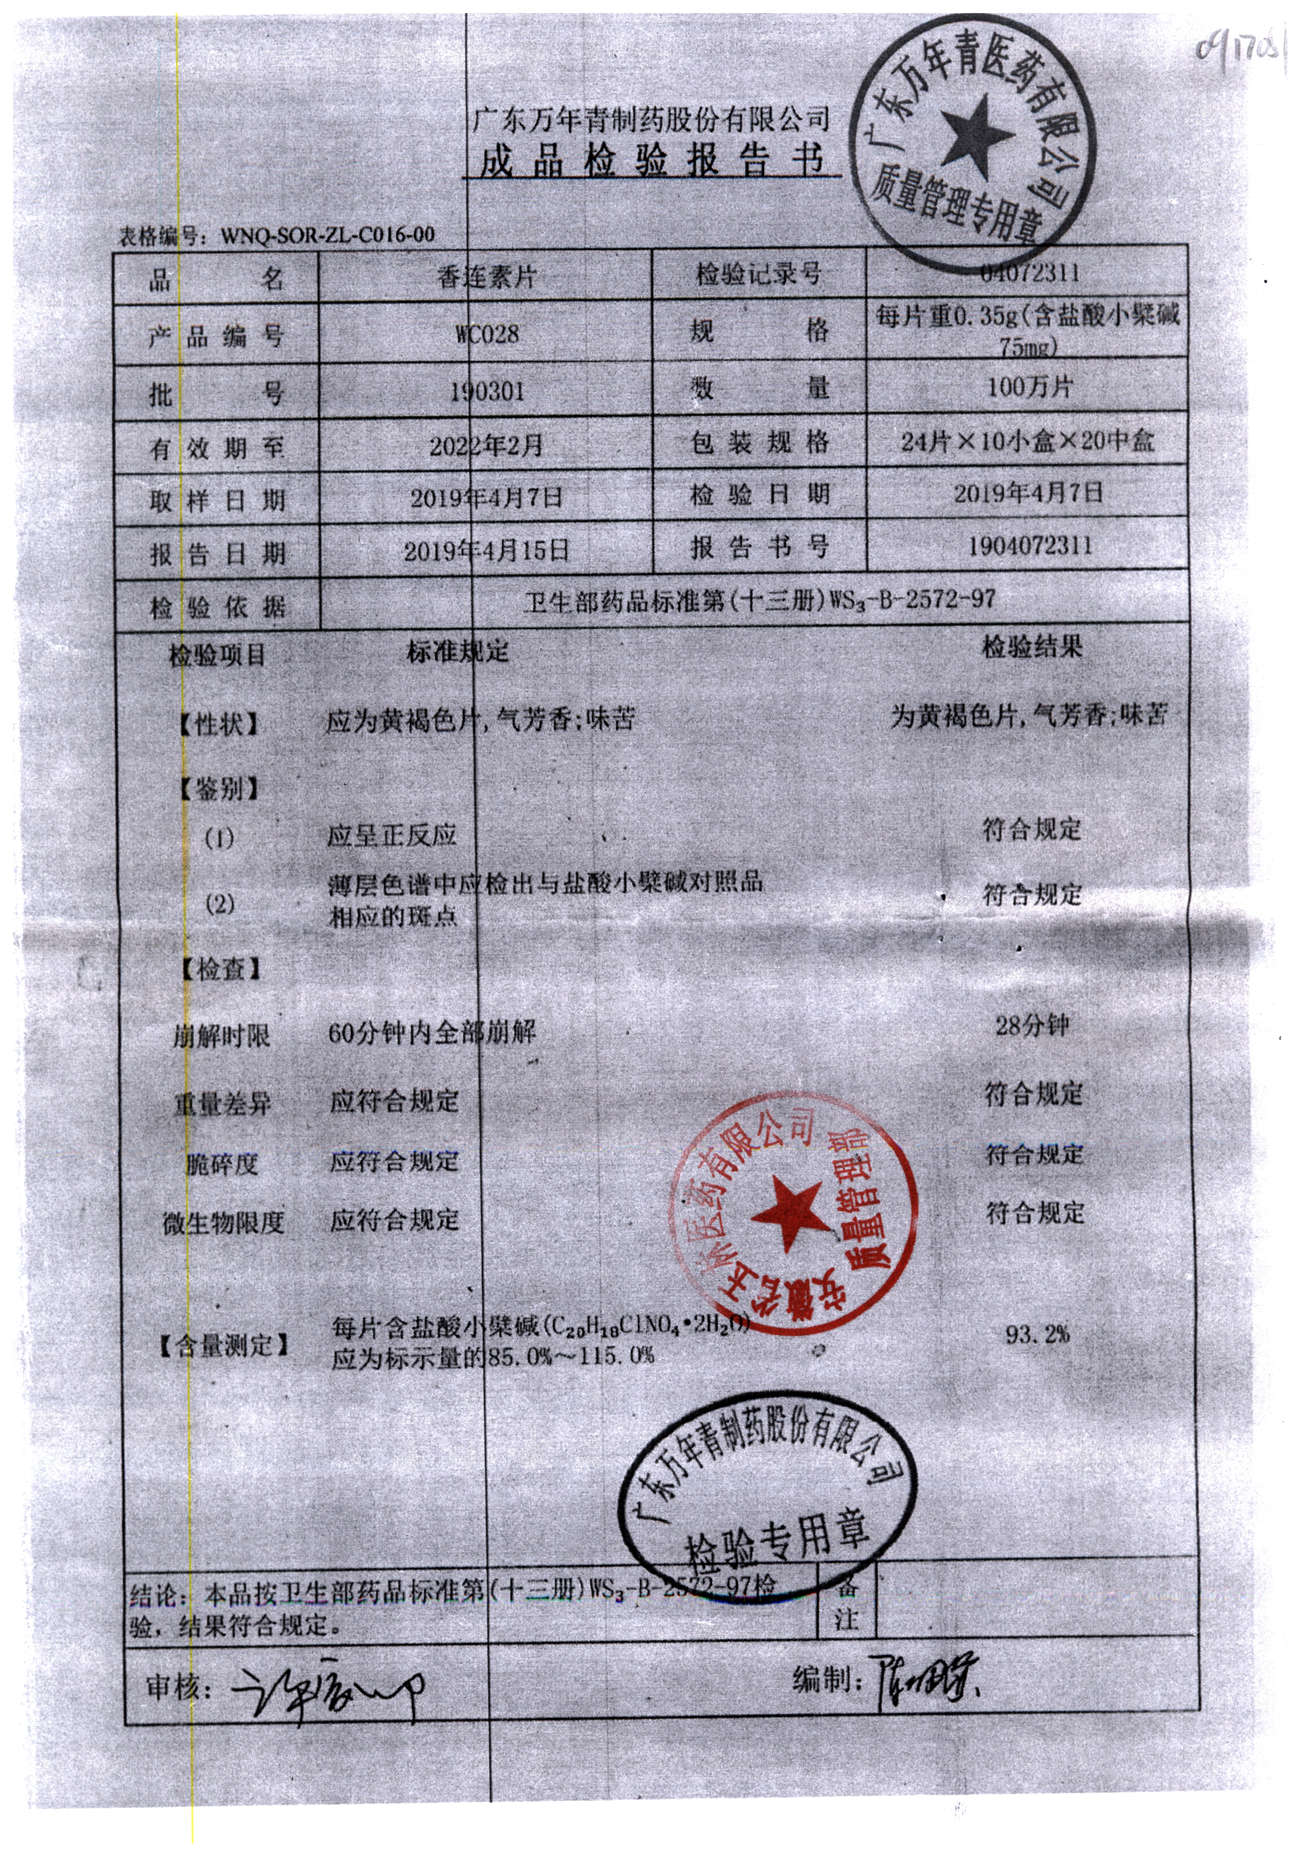 091703
广东万年青制药股份有限公司
成品检验报告书
广东万年青医药有限公司
质量管理专用章
表格编号：WNQ-SOR-ZL-C016-00
品名 香连素片 检验记录号 04072311
产品编号 WC028 规格 每片重0.35g(含盐酸小檗碱
75mg)
批号 190301 数量 100万片
有效期至 2022年2月 包装规格 24片×10小盒×20中盒
取样日期 2019年4月7日 检验日期 2019年4月7日
报告日期 2019年4月15日 报告书号 1904072311
检验依据 卫生部药品标准第(十三册)WS₃-B-2572-97
检验项目 标准规定 检验结果
【性状】 应为黄褐色片,气芳香;味苦 为黄褐色片,气芳香;味苦
【鉴别】
(1) 应呈正反应 符合规定
(2) 薄层色谱中应检出与盐酸小檗碱对照品
相应的斑点 符合规定
【检查】
崩解时限 60分钟内全部崩解 28分钟
重量差异 应符合规定 符合规定
脆碎度 应符合规定 符合规定
微生物限度 应符合规定 符合规定
医药有限公司
质量管理部
【含量测定】 每片含盐酸小檗碱(C₂₀H₁₈ClNO₄•2H₂O)
应为标示量的85.0%～115.0% 93.2%
广东万年青制药股份有限公司
检验专用章
结论：本品按卫生部药品标准第(十三册)WS₃-B-2572-97检
验，结果符合规定。
备注
审核：
编制：